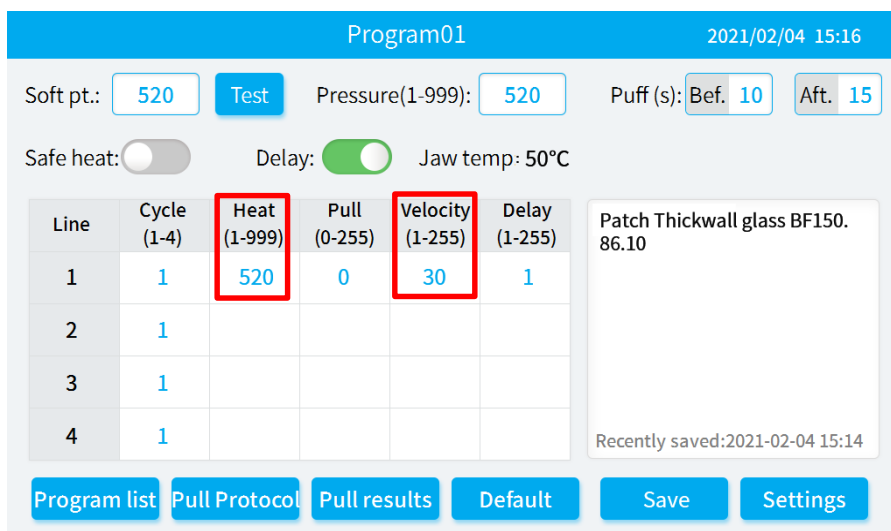 Program01 2021/02/04 15:16
Soft pt.: 520 Test Pressure(1-999): 520 Puff (s): Bef. 10 Aft. 15
Safe heat: Delay: Jaw temp: 50°C
Line Cycle (1-4) Heat (1-999) Pull (0-255) Velocity (1-255) Delay (1-255)
1 1 520 0 30 1
2 1
3 1
4 1
Patch Thickwall glass BF150.
86.10
Recently saved:2021-02-04 15:14
Program list Pull Protocol Pull results Default Save Settings